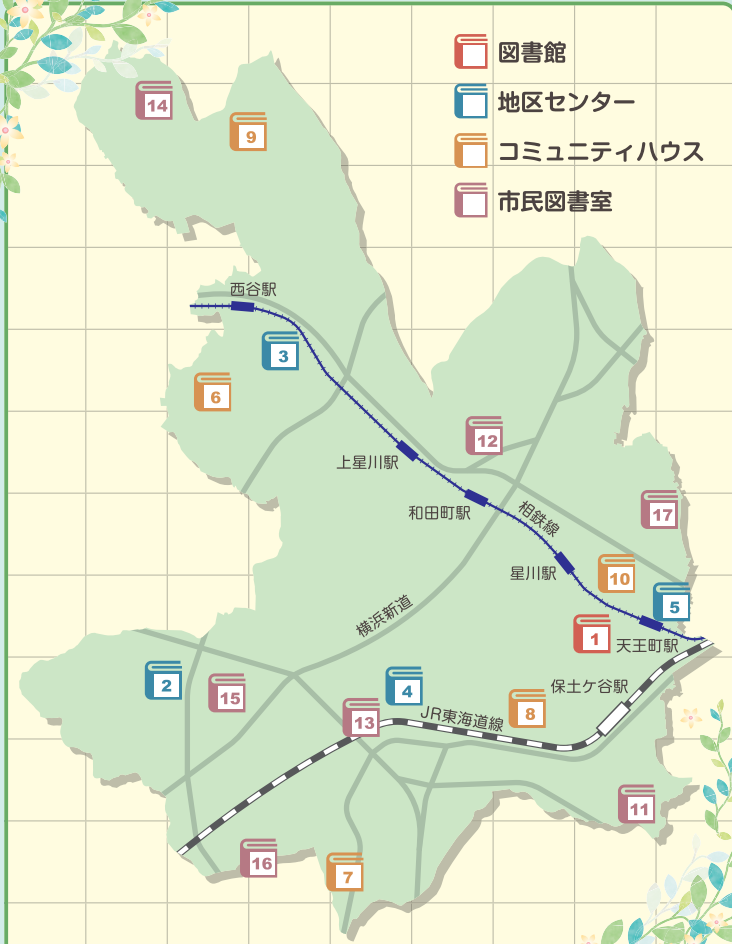 図書館
地区センター
コミュニティハウス
市民図書室
14
9
西谷駅
3
6
12
上星川駅
和田町駅
相鉄線
17
星川駅
10
5
横浜新道
1
天王町駅
2
15
4
保土ケ谷駅
13
JR東海道線
8
11
16
7